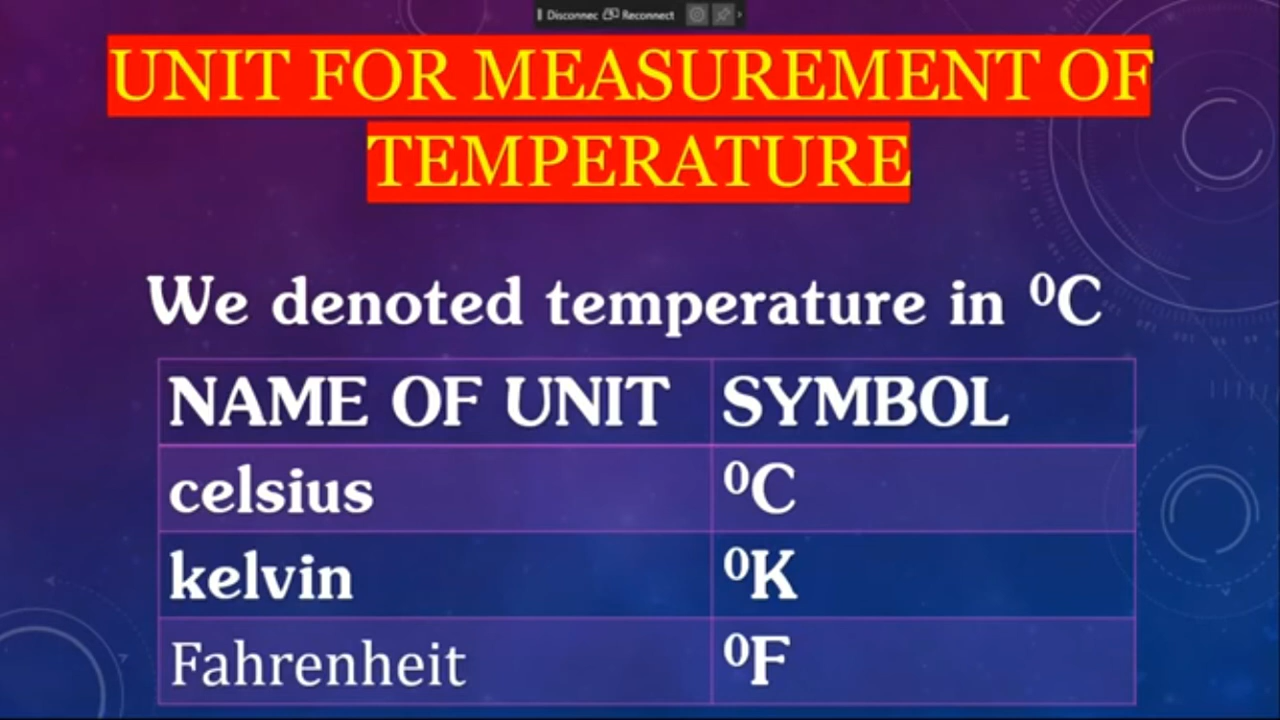 Disconnec Reconnect
UNIT FOR MEASUREMENT OF
TEMPERATURE
We denoted temperature in ⁰C
NAME OF UNIT SYMBOL
celsius ⁰C
kelvin ⁰K
Fahrenheit ⁰F